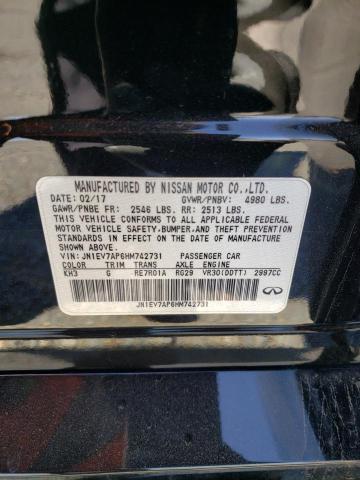 MANUFACTURED BY NISSAN MOTOR CO.,LTD.
DATE: 02/17 GVWR/PNBV: 4980 LBS.
GAWR/PNBE FR: 2546 LBS. RR: 2513 LBS.
THIS VEHICLE CONFORMS TO ALL APPLICABLE FEDERAL
MOTOR VEHICLE SAFETY, BUMPER, AND THEFT PREVENTION
STANDARDS IN EFFECT ON THE DATE OF MANUFACTURE
SHOWN ABOVE.
VIN: JN1EV7AP6HM742731 PASSENGER CAR
COLOR TRIM TRANS AXLE ENGINE
KH3 G RE7R01A RG29 VR30(DDTT) 2997CC
JN1EV7AP6HM742731